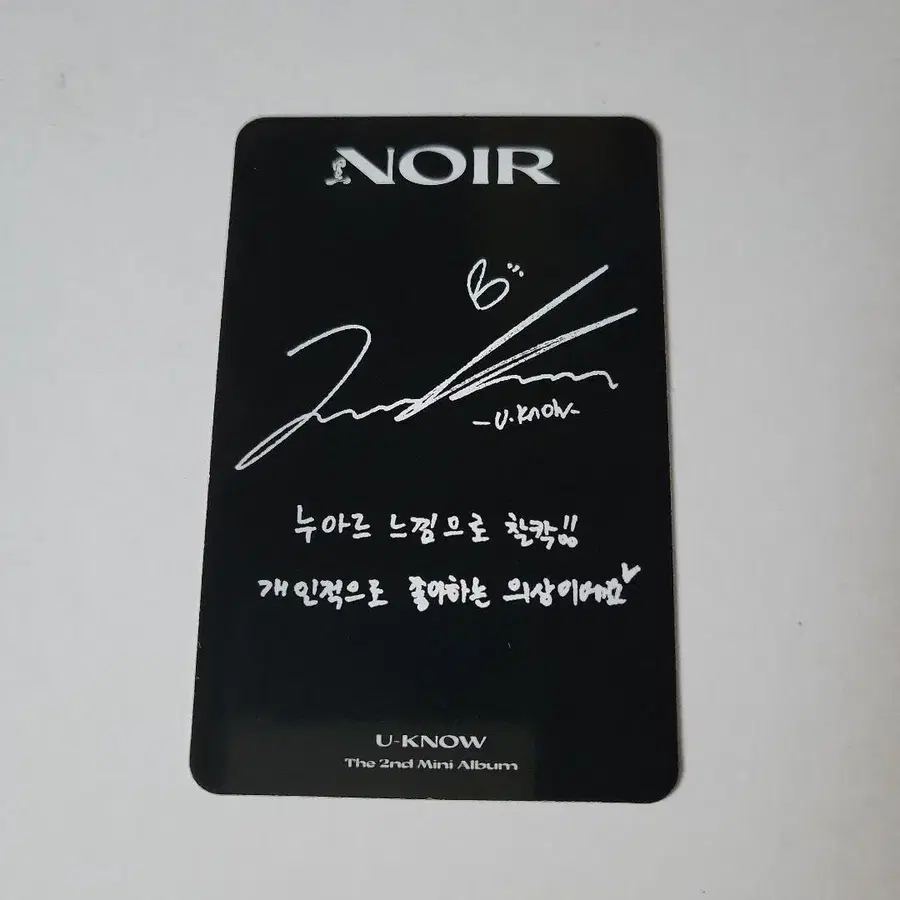 NOIR
-U-KNOW-
누아르 느낌므로 찰칵!!
개인적으로 좋아하는 의상이에요
U-KNOW
The 2nd Mini Album